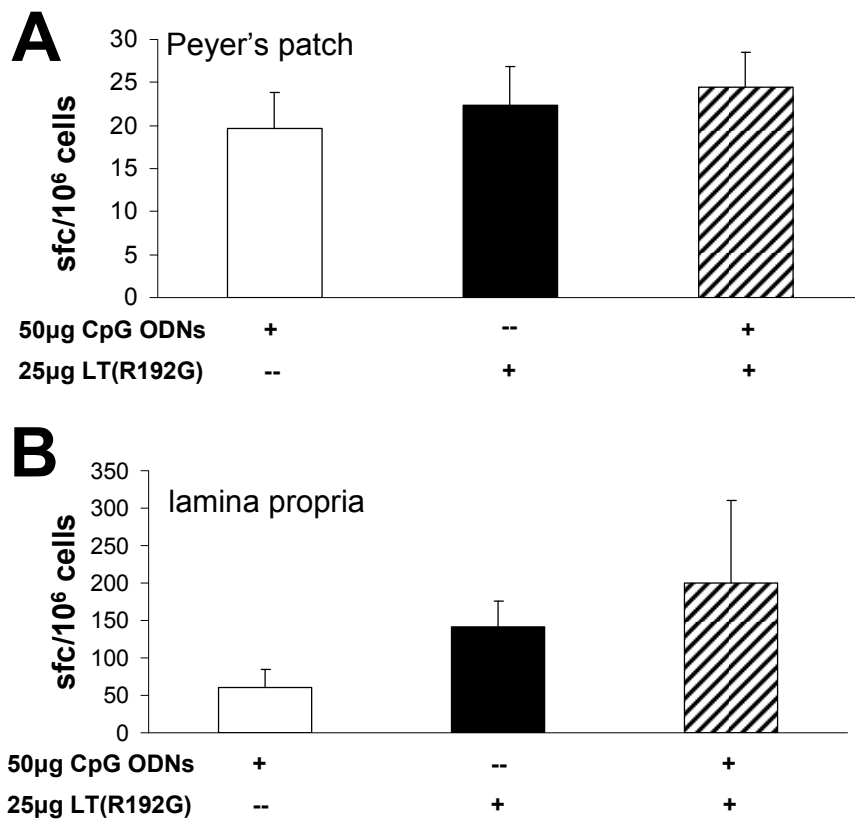 A
Peyer's patch
30
25
20
15
10
5
0
sfc/10⁶ cells
50µg CpG ODNs + -- +
25µg LT(R192G) -- + +
B
lamina propria
350
300
250
200
150
100
50
0
sfc/10⁶ cells
50µg CpG ODNs + -- +
25µg LT(R192G) -- + +